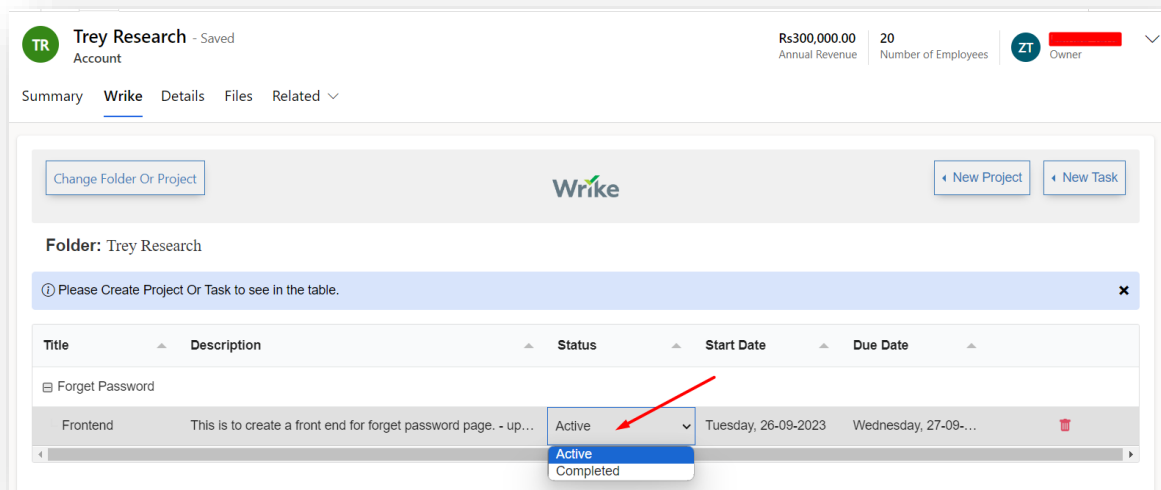 TR
Trey Research - Saved
Account
Rs300,000.00
Annual Revenue
20
Number of Employees
ZT
Owner
Summary Wrike Details Files Related
Change Folder Or Project
Wrike
New Project
New Task
Folder: Trey Research
Please Create Project Or Task to see in the table.
Title Description Status Start Date Due Date
Forget Password
Frontend This is to create a front end for forget password page. - up... Active Tuesday, 26-09-2023 Wednesday, 27-09-...
Active
Completed